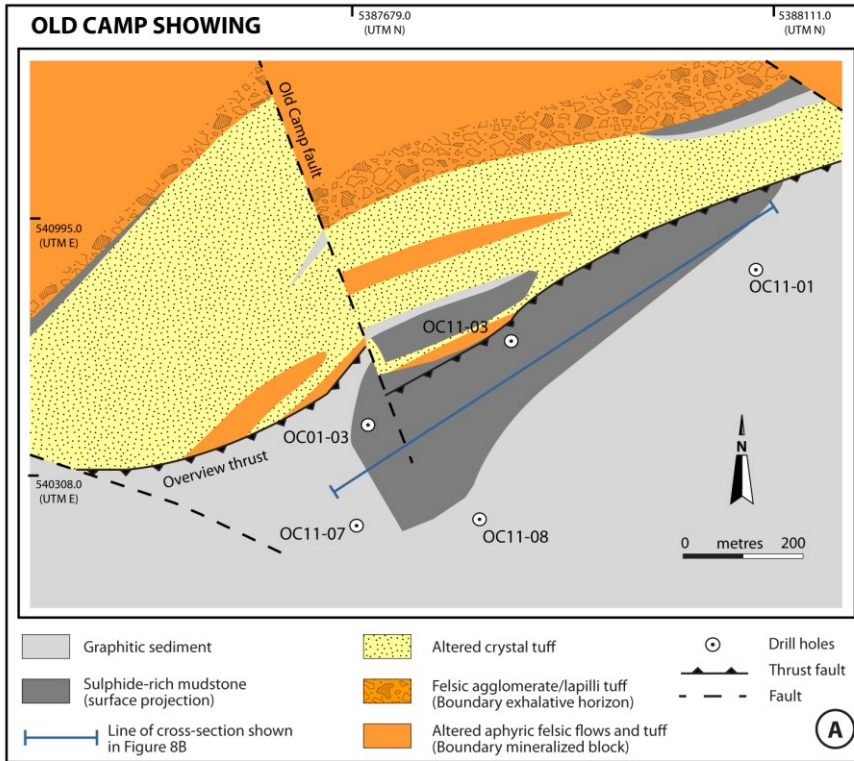 OLD CAMP SHOWING
5387679.0
(UTM N)
5388111.0
(UTM N)
Old Camp fault
540995.0
(UTM E)
OC11-01
OC11-03
OC01-03
Overview thrust
540308.0
(UTM E)
OC11-07
OC11-08
N
0 metres 200
Graphitic sediment
Sulphide-rich mudstone
(surface projection)
Line of cross-section shown
in Figure 8B
Altered crystal tuff
Felsic agglomerate/lapilli tuff
(Boundary exhalative horizon)
Altered aphyric felsic flows and tuff
(Boundary mineralized block)
Drill holes
Thrust fault
Fault
A